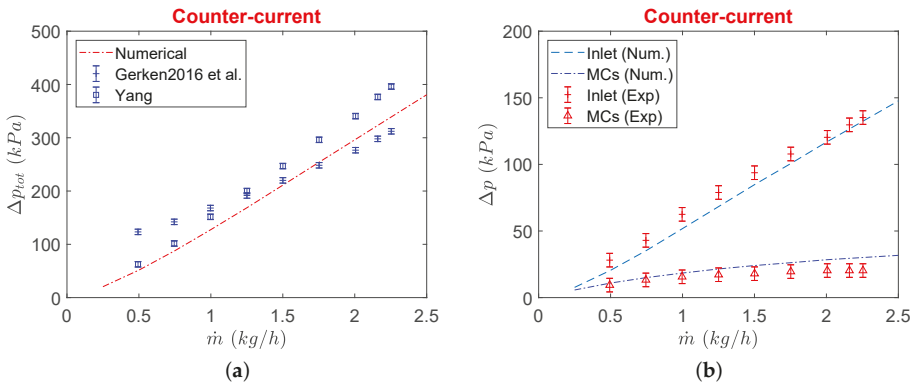 Counter-current
500
400
300
200
100
0
Δp_tot (kPa)
Numerical
Gerken2016 et al.
Yang
0 0.5 1 1.5 2 2.5
ṁ (kg/h)
(a)
Counter-current
200
150
100
50
0
Δp (kPa)
Inlet (Num.)
MCs (Num.)
Inlet (Exp)
MCs (Exp)
0 0.5 1 1.5 2 2.5
ṁ (kg/h)
(b)